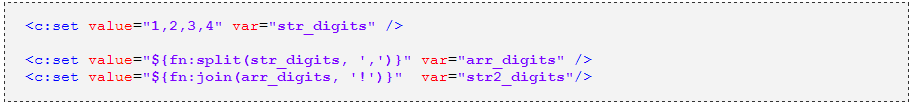 <c:set value="1,2,3,4" var="str_digits" />
<c:set value="${fn:split(str_digits, ',')}" var="arr_digits" />
<c:set value="${fn:join(arr_digits, '!')}"  var="str2_digits"/>